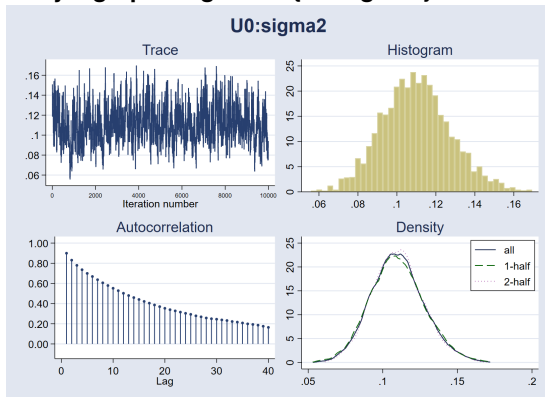 U0:sigma2
Trace
.16
.14
.12
.1
.08
.06
0 2000 4000 6000 8000 10000
Iteration number
Histogram
25
20
15
10
5
0
.06 .08 .1 .12 .14 .16
Autocorrelation
1.00
0.80
0.60
0.40
0.20
0.00
0 10 20 30 40
Lag
Density
all
1-half
2-half
25
20
15
10
5
0
.05 .1 .15 .2